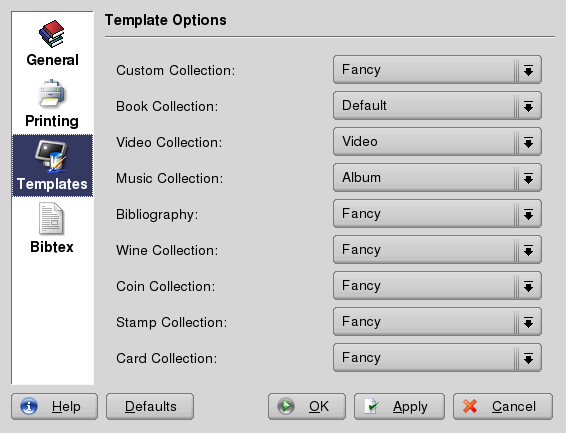 General
Printing
Templates
Bibtex
Template Options
Custom Collection: Fancy
Book Collection: Default
Video Collection: Video
Music Collection: Album
Bibliography: Fancy
Wine Collection: Fancy
Coin Collection: Fancy
Stamp Collection: Fancy
Card Collection: Fancy
Help Defaults OK Apply Cancel